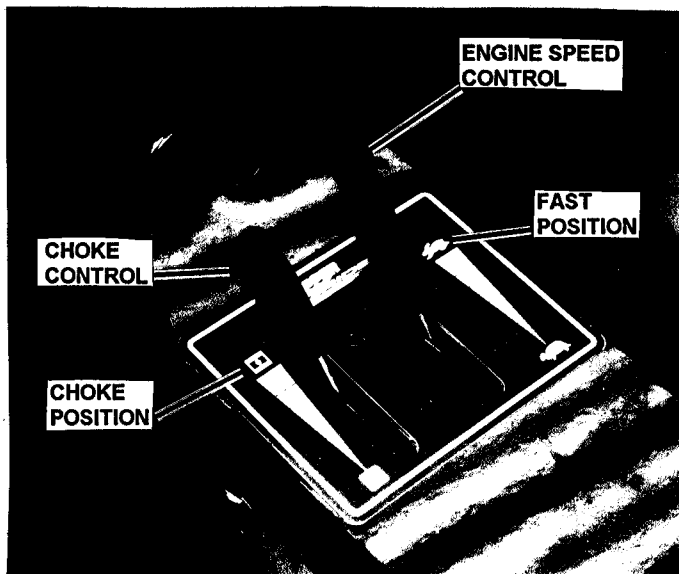 ENGINE SPEED
CONTROL
FAST
POSITION
CHOKE
CONTROL
CHOKE
POSITION